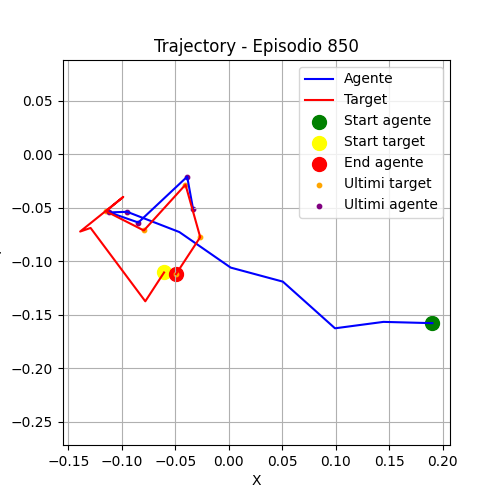 Trajectory - Episodio 850
Agente
Target
Start agente
Start target
End agente
Ultimi target
Ultimi agente
0.05
0.00
−0.05
−0.10
−0.15
−0.20
−0.25
−0.15 −0.10 −0.05 0.00 0.05 0.10 0.15 0.20
X